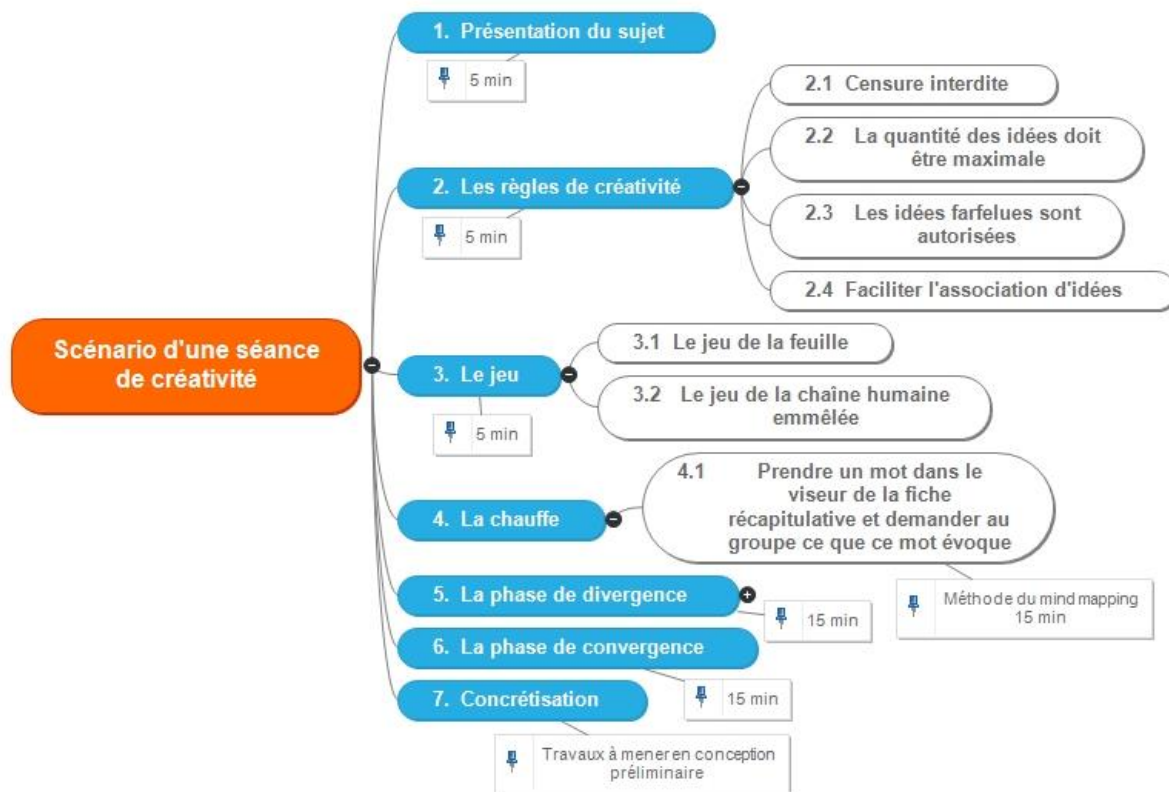 Scénario d'une séance
de créativité
1. Présentation du sujet
5 min
2. Les règles de créativité
5 min
2.1 Censure interdite
2.2 La quantité des idées doit
être maximale
2.3 Les idées farfelues sont
autorisées
2.4 Faciliter l'association d'idées
3. Le jeu
5 min
3.1 Le jeu de la feuille
3.2 Le jeu de la chaîne humaine
emmêlée
4. La chauffe
4.1 Prendre un mot dans le
viseur de la fiche
récapitulative et demander au
groupe ce que ce mot évoque
Méthode du mind mapping
15 min
5. La phase de divergence
15 min
6. La phase de convergence
15 min
7. Concrétisation
Travaux à mener en conception
préliminaire